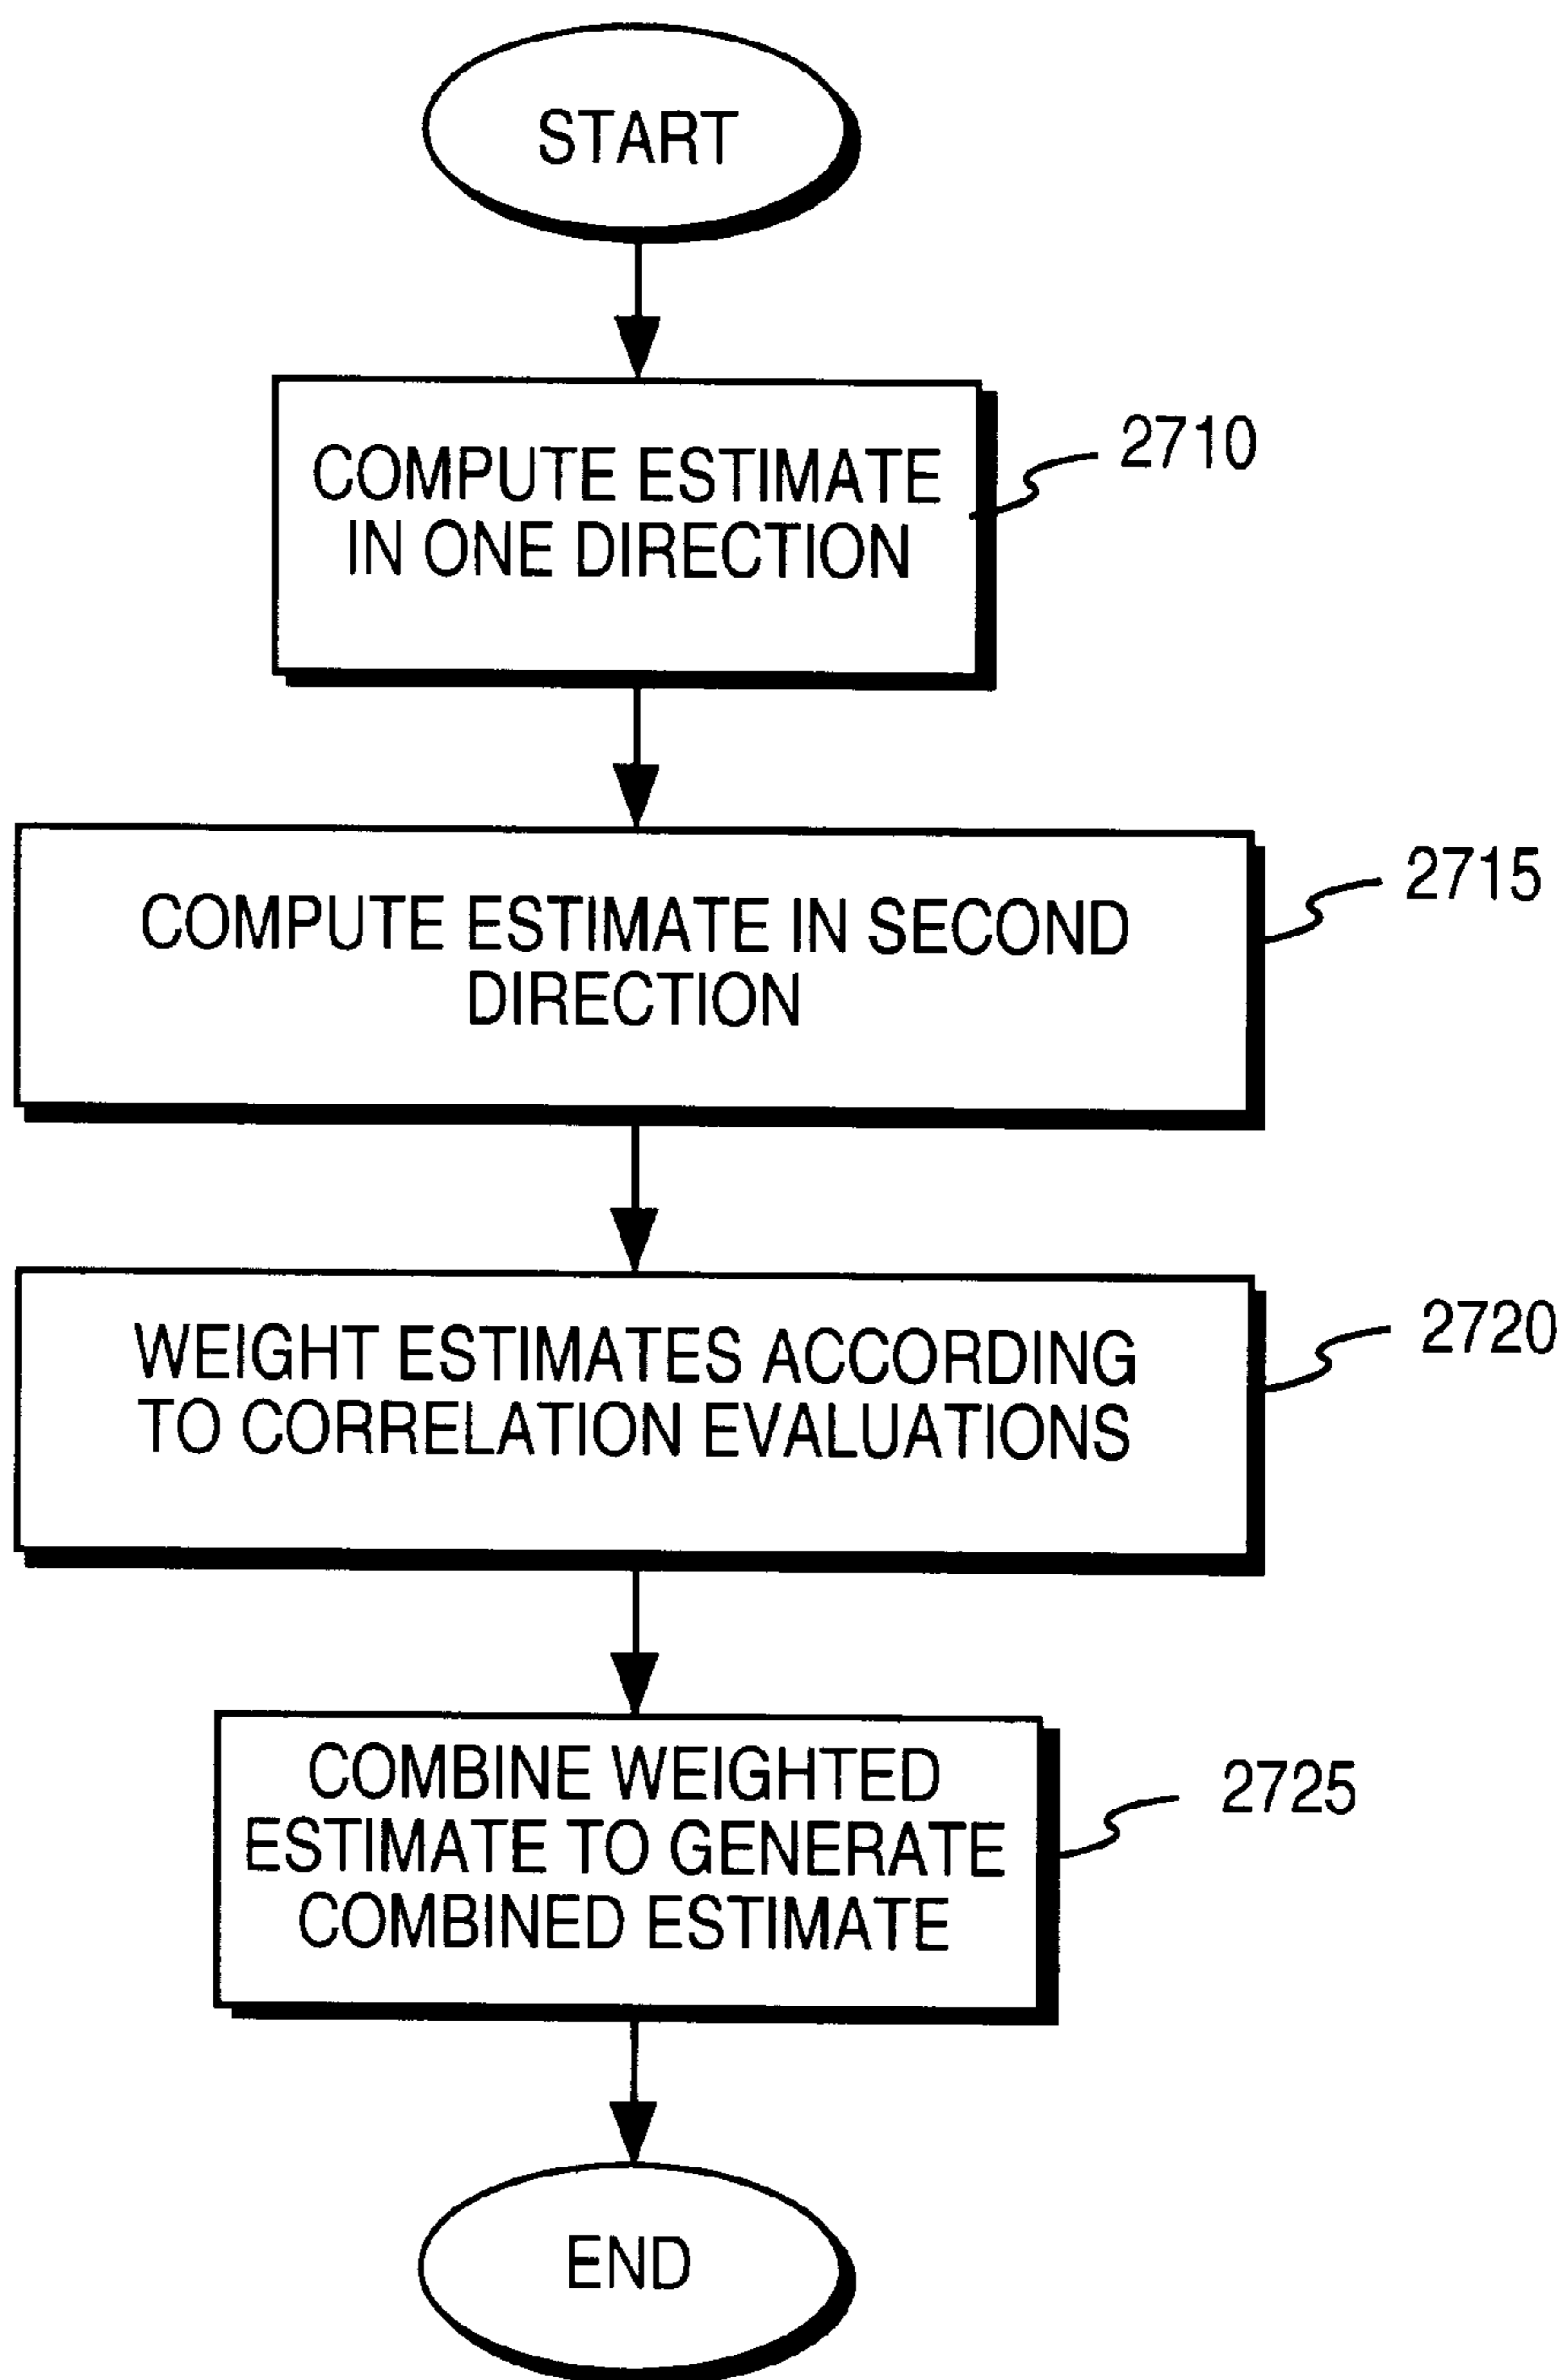 START
COMPUTE ESTIMATE
IN ONE DIRECTION
2710
COMPUTE ESTIMATE IN SECOND
DIRECTION
2715
WEIGHT ESTIMATES ACCORDING
TO CORRELATION EVALUATIONS
2720
COMBINE WEIGHTED
ESTIMATE TO GENERATE
COMBINED ESTIMATE
2725
END